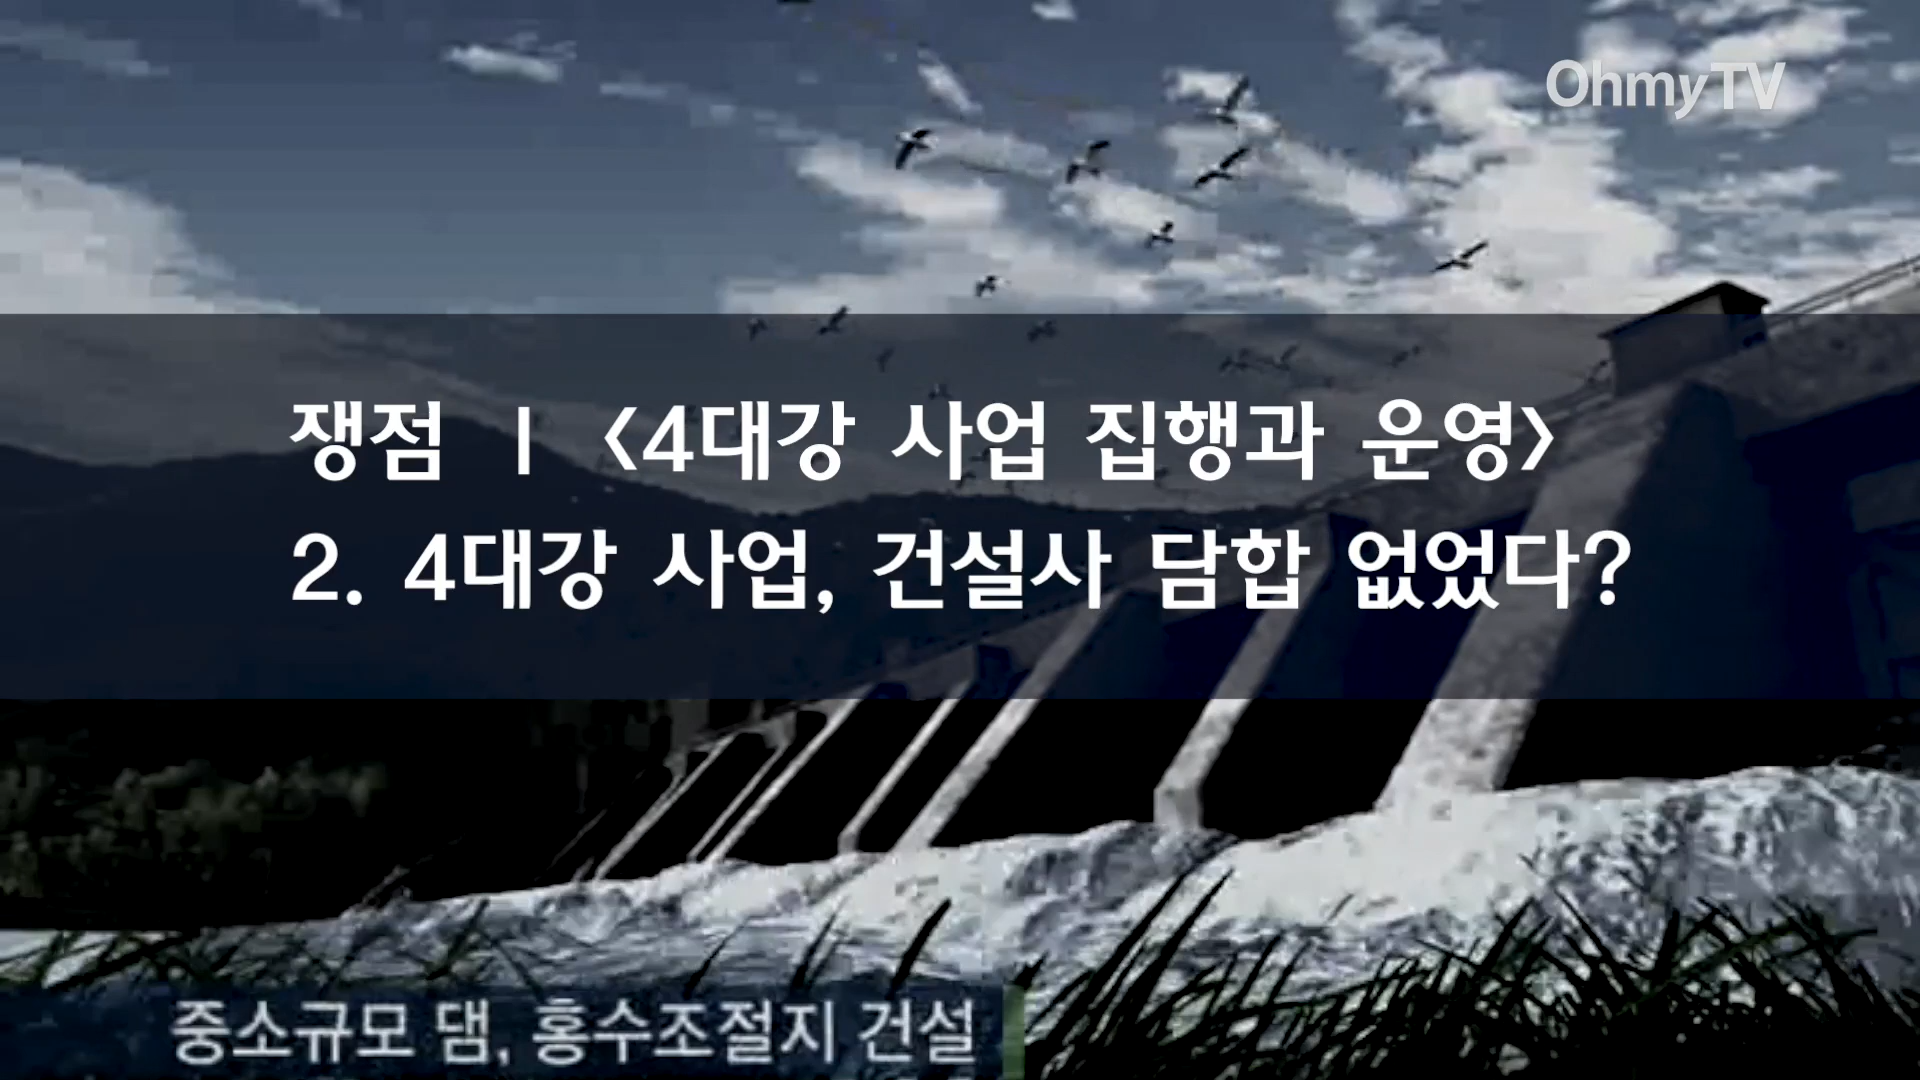 OhmyTV
쟁점 | <4대강 사업 집행과 운영>
2. 4대강 사업, 건설사 담합 없었다?
중소규모 댐, 홍수조절지 건설